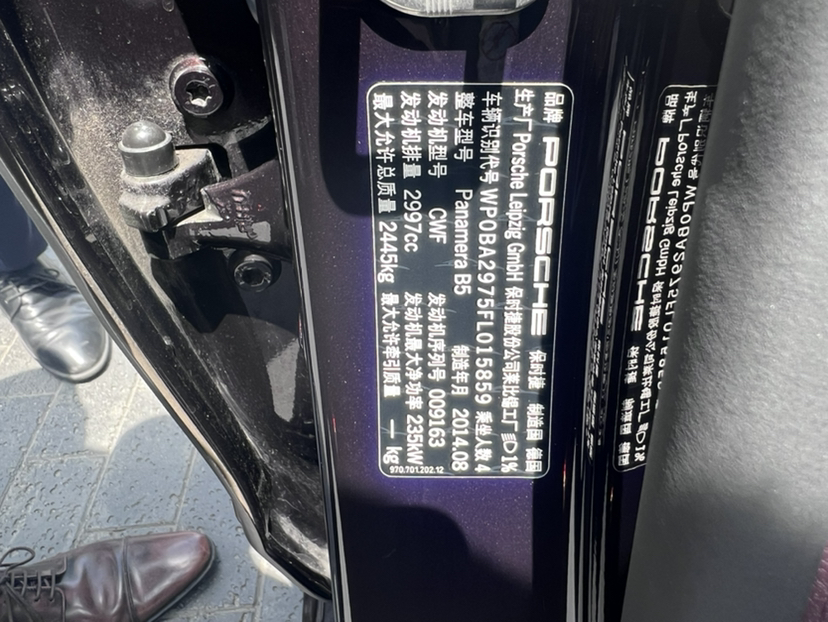 品牌 PORSCHE 保时捷 制造国 德国
生产厂 Porsche Leipzig GmbH 保时捷股份公司莱比锡工厂 1%
车辆识别代号 WP0BA2975FL015859 乘坐人数 4
整车型号 Panamera B5 制造年月 2014.08
发动机型号 CWF 发动机序列号 009163
发动机排量 2997cc 发动机最大净功率 235kW
最大允许总质量 2445kg 最大允许牵引质量 — kg
970.701.202.12